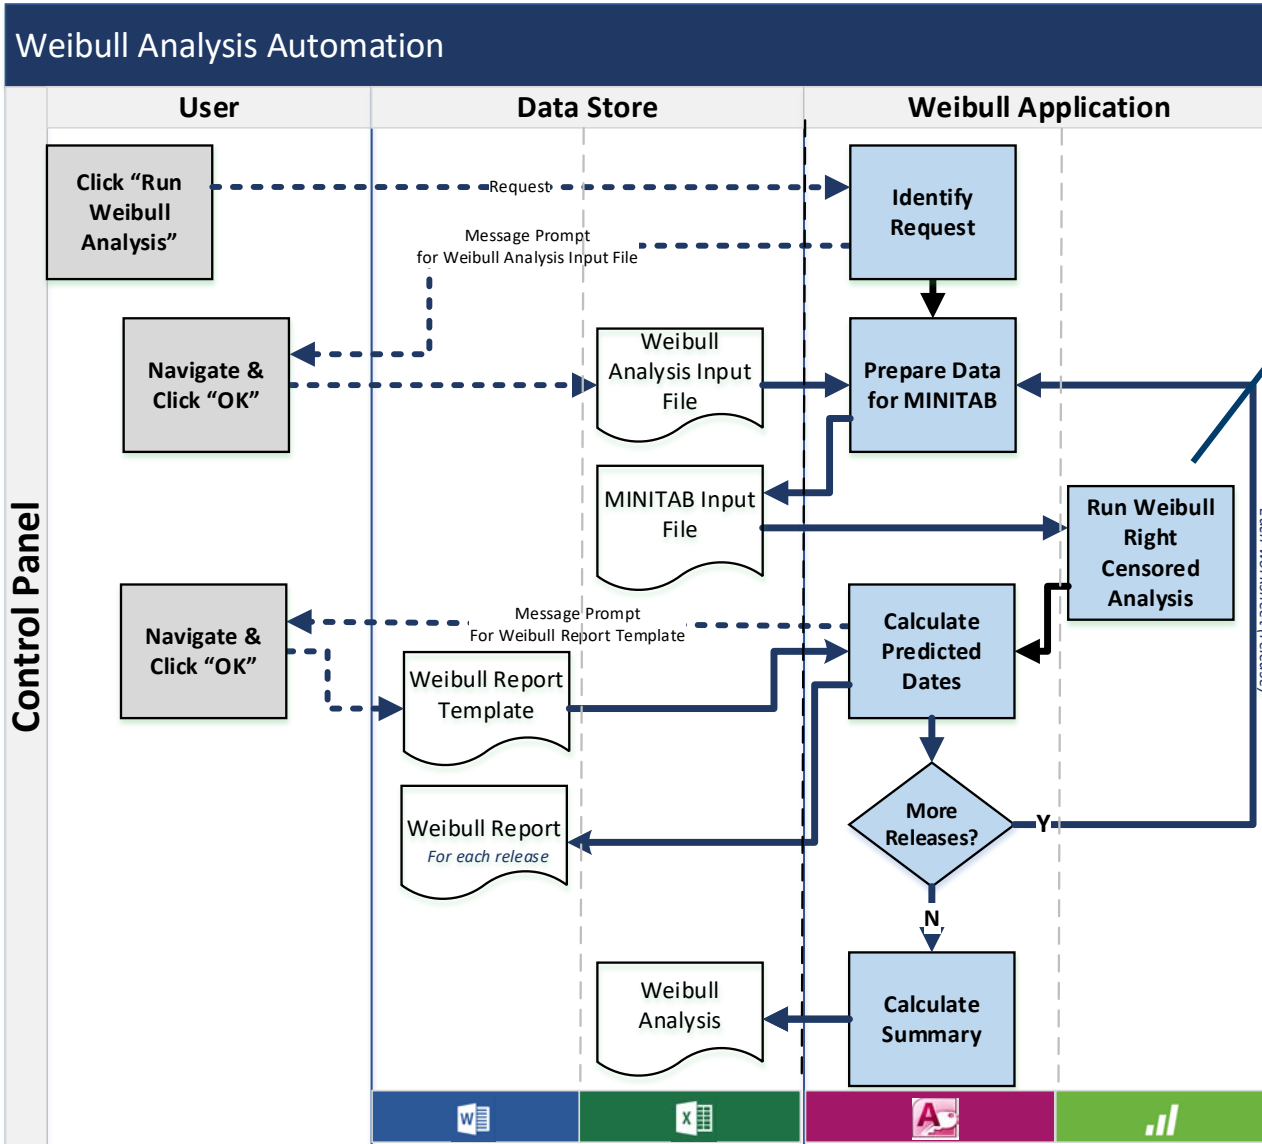 Weibull Analysis Automation
User
Data Store
Weibull Application
Control Panel
Click “Run
Weibull
Analysis”
Request
Identify
Request
Message Prompt
for Weibull Analysis Input File
Navigate &
Click “OK”
Weibull
Analysis Input
File
Prepare Data
for MINITAB
MINITAB Input
File
Run Weibull
Right
Censored
Analysis
Navigate &
Click “OK”
Message Prompt
For Weibull Report Template
Calculate
Predicted
Dates
Weibull Report
Template
Weibull Report
For each release
More
Releases?
Y
N
Weibull
Analysis
Calculate
Summary
W
X
A